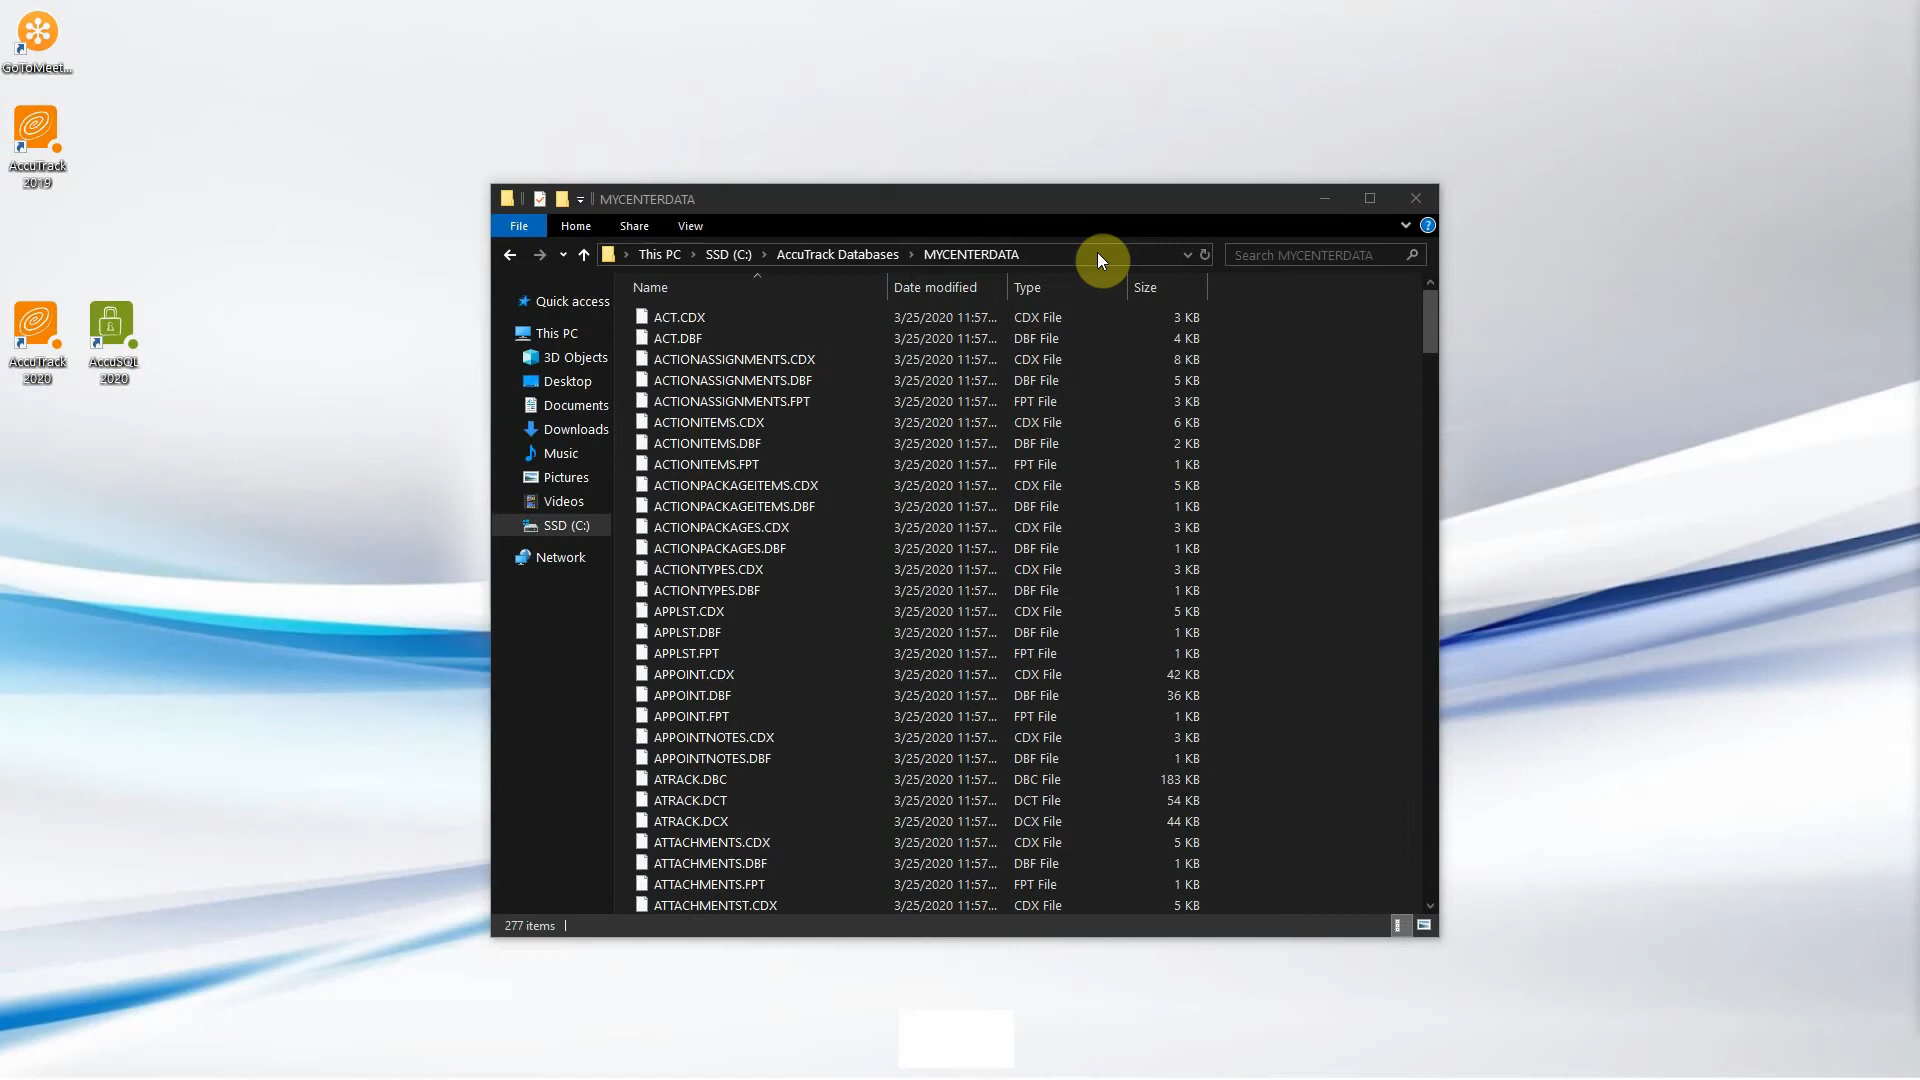 GoToMeet...
AccuTrack
2019
AccuTrack
2020
AccuSQL
2020
MYCENTERDATA
File Home Share View
This PC SSD (C:) AccuTrack Databases MYCENTERDATA
Search MYCENTERDATA
Quick access
This PC
3D Objects
Desktop
Documents
Downloads
Music
Pictures
Videos
SSD (C:)
Network
Name Date modified Type Size
ACT.CDX 3/25/2020 11:57... CDX File 3 KB
ACT.DBF 3/25/2020 11:57... DBF File 4 KB
ACTIONASSIGNMENTS.CDX 3/25/2020 11:57... CDX File 8 KB
ACTIONASSIGNMENTS.DBF 3/25/2020 11:57... DBF File 5 KB
ACTIONASSIGNMENTS.FPT 3/25/2020 11:57... FPT File 3 KB
ACTIONITEMS.CDX 3/25/2020 11:57... CDX File 6 KB
ACTIONITEMS.DBF 3/25/2020 11:57... DBF File 2 KB
ACTIONITEMS.FPT 3/25/2020 11:57... FPT File 1 KB
ACTIONPACKAGEITEMS.CDX 3/25/2020 11:57... CDX File 5 KB
ACTIONPACKAGEITEMS.DBF 3/25/2020 11:57... DBF File 1 KB
ACTIONPACKAGES.CDX 3/25/2020 11:57... CDX File 3 KB
ACTIONPACKAGES.DBF 3/25/2020 11:57... DBF File 1 KB
ACTIONTYPES.CDX 3/25/2020 11:57... CDX File 3 KB
ACTIONTYPES.DBF 3/25/2020 11:57... DBF File 1 KB
APPLST.CDX 3/25/2020 11:57... CDX File 5 KB
APPLST.DBF 3/25/2020 11:57... DBF File 1 KB
APPLST.FPT 3/25/2020 11:57... FPT File 1 KB
APPOINT.CDX 3/25/2020 11:57... CDX File 42 KB
APPOINT.DBF 3/25/2020 11:57... DBF File 36 KB
APPOINT.FPT 3/25/2020 11:57... FPT File 1 KB
APPOINTNOTES.CDX 3/25/2020 11:57... CDX File 3 KB
APPOINTNOTES.DBF 3/25/2020 11:57... DBF File 1 KB
ATRACK.DBC 3/25/2020 11:57... DBC File 183 KB
ATRACK.DCT 3/25/2020 11:57... DCT File 54 KB
ATRACK.DCX 3/25/2020 11:57... DCX File 44 KB
ATTACHMENTS.CDX 3/25/2020 11:57... CDX File 5 KB
ATTACHMENTS.DBF 3/25/2020 11:57... DBF File 1 KB
ATTACHMENTS.FPT 3/25/2020 11:57... FPT File 1 KB
ATTACHMENTST.CDX 3/25/2020 11:57... CDX File 5 KB
277 items